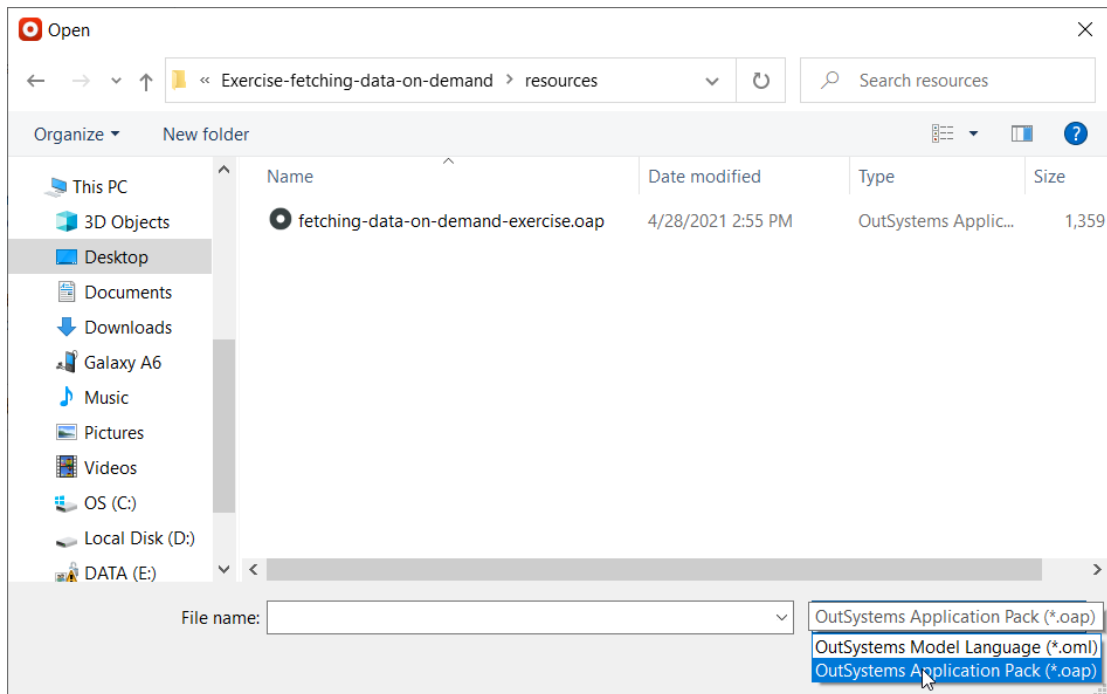 Open
« Exercise-fetching-data-on-demand > resources
Search resources
Organize
New folder
?
Name
Date modified
Type
Size
fetching-data-on-demand-exercise.oap
4/28/2021 2:55 PM
OutSystems Applic...
1,359
This PC
3D Objects
Desktop
Documents
Downloads
Galaxy A6
Music
Pictures
Videos
OS (C:)
Local Disk (D:)
DATA (E:)
File name:
OutSystems Application Pack (*.oap)
OutSystems Model Language (*.oml)
OutSystems Application Pack (*.oap)